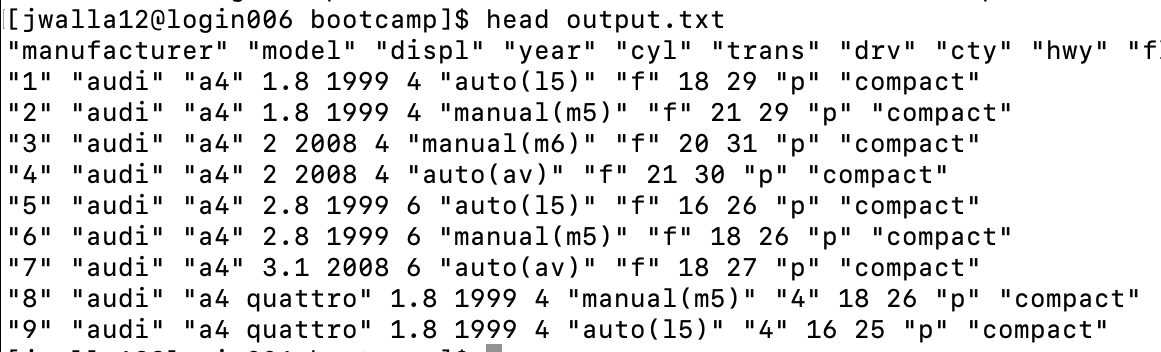 [jwalla12@login006 bootcamp]$ head output.txt
"manufacturer" "model" "displ" "year" "cyl" "trans" "drv" "cty" "hwy" "fl
"1" "audi" "a4" 1.8 1999 4 "auto(l5)" "f" 18 29 "p" "compact"
"2" "audi" "a4" 1.8 1999 4 "manual(m5)" "f" 21 29 "p" "compact"
"3" "audi" "a4" 2 2008 4 "manual(m6)" "f" 20 31 "p" "compact"
"4" "audi" "a4" 2 2008 4 "auto(av)" "f" 21 30 "p" "compact"
"5" "audi" "a4" 2.8 1999 6 "auto(l5)" "f" 16 26 "p" "compact"
"6" "audi" "a4" 2.8 1999 6 "manual(m5)" "f" 18 26 "p" "compact"
"7" "audi" "a4" 3.1 2008 6 "auto(av)" "f" 18 27 "p" "compact"
"8" "audi" "a4 quattro" 1.8 1999 4 "manual(m5)" "4" 18 26 "p" "compact"
"9" "audi" "a4 quattro" 1.8 1999 4 "auto(l5)" "4" 16 25 "p" "compact"
[jwalla12@login006 bootcamp]$